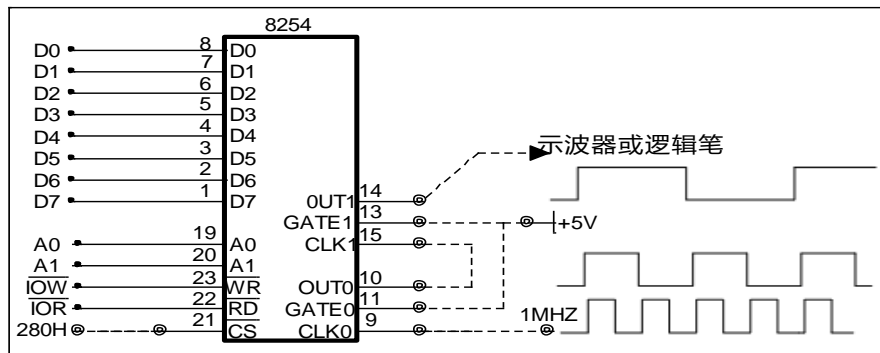 8254
D0 8 D0
D1 7 D1
D2 6 D2
D3 5 D3
D4 4 D4
D5 3 D5
D6 2 D6
D7 1 D7
示波器或逻辑笔
0UT1 14
GATE1 13 +5V
CLK1 15
A0 19 A0
A1 20 A1
IOW 23 WR OUT0 10
IOR 22 RD GATE0 11
280H 21 CS CLK0 9 1MHZ